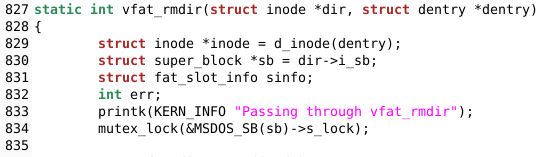 827 static int vfat_rmdir(struct inode *dir, struct dentry *dentry)
828 {
829         struct inode *inode = d_inode(dentry);
830         struct super_block *sb = dir->i_sb;
831         struct fat_slot_info sinfo;
832         int err;
833         printk(KERN_INFO "Passing through vfat_rmdir");
834         mutex_lock(&MSDOS_SB(sb)->s_lock);
835